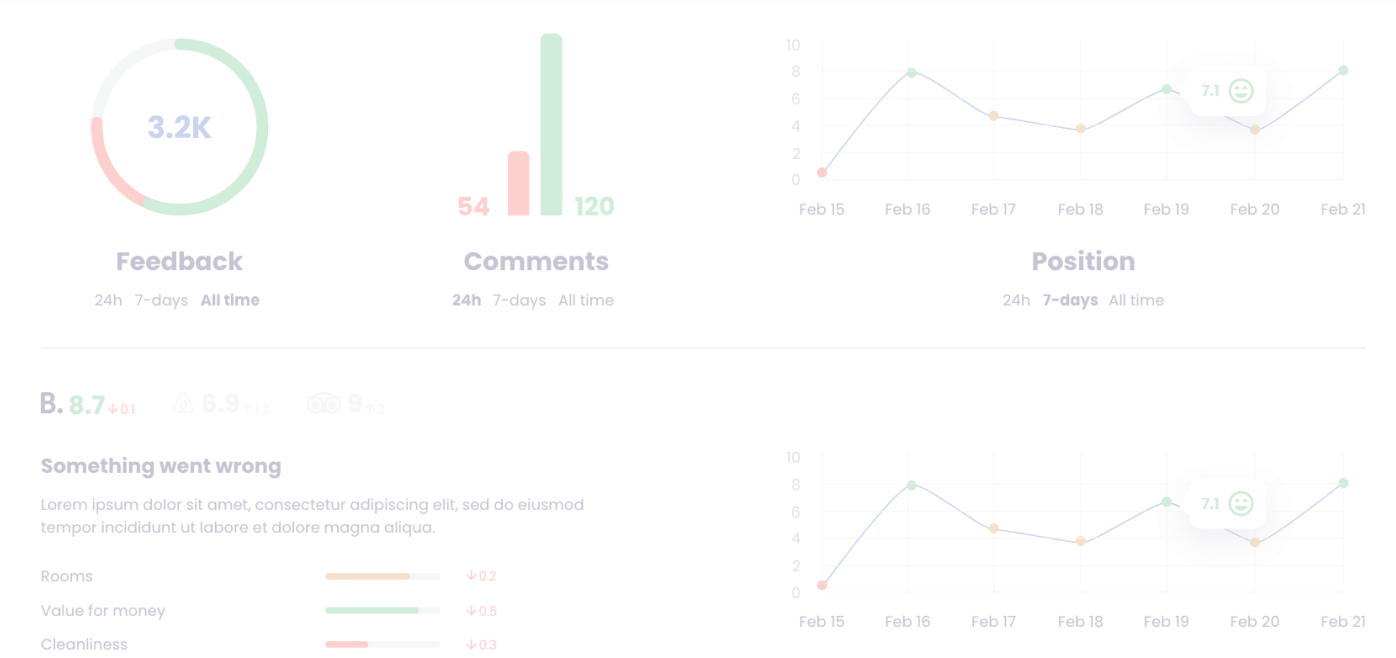 3.2K
Feedback
24h 7-days All time
54 120
Comments
24h 7-days All time
10
8
6
4
2
0
7.1
Feb 15 Feb 16 Feb 17 Feb 18 Feb 19 Feb 20 Feb 21
Position
24h 7-days All time
B. 8.7 ↓ 0.1 6.9 ↑ 1.2 9 ↑ 2
Something went wrong
Lorem ipsum dolor sit amet, consectetur adipiscing elit, sed do eiusmod
tempor incididunt ut labore et dolore magna aliqua.
Rooms ↓ 0.2
Value for money ↓ 0.5
Cleanliness ↓ 0.3
10
8
6
4
2
0
7.1
Feb 15 Feb 16 Feb 17 Feb 18 Feb 19 Feb 20 Feb 21